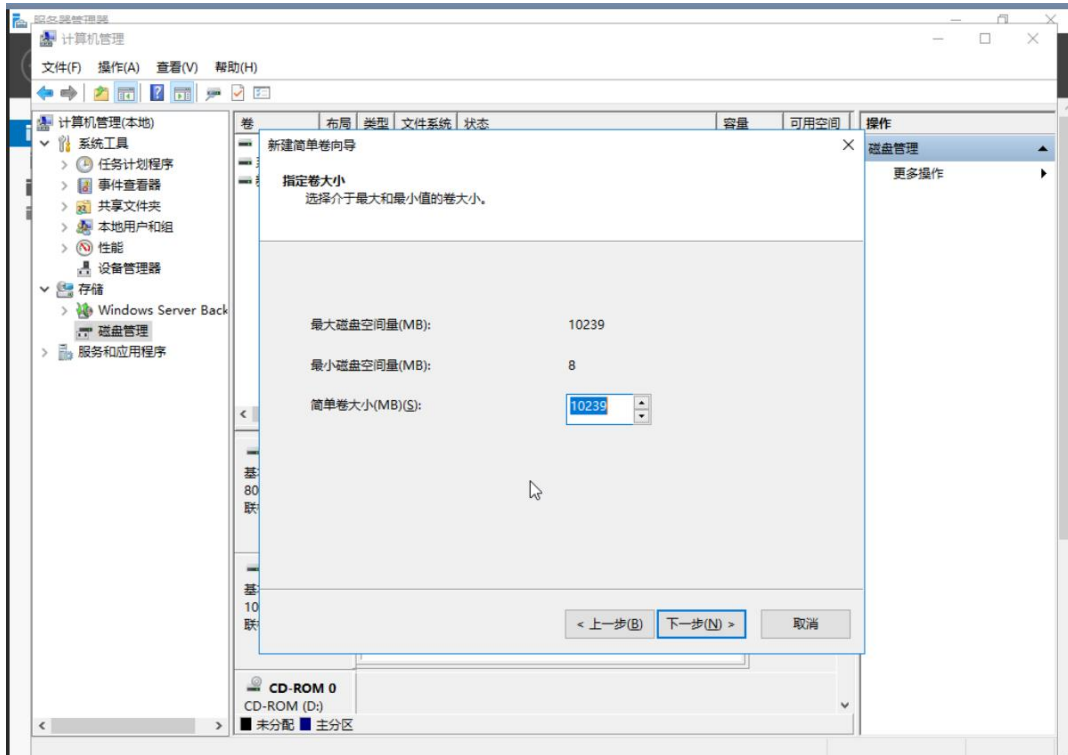 服务器管理器
计算机管理
文件(F) 操作(A) 查看(V) 帮助(H)
计算机管理(本地)
系统工具
任务计划程序
事件查看器
共享文件夹
本地用户和组
性能
设备管理器
存储
Windows Server Back
磁盘管理
服务和应用程序
卷 布局 类型 文件系统 状态 容量 可用空间
新建简单卷向导
指定卷大小
选择介于最大和最小值的卷大小。
最大磁盘空间量(MB): 10239
最小磁盘空间量(MB): 8
简单卷大小(MB)(S): 10239
< 上一步(B) 下一步(N) > 取消
基
80
联
基
10
联
CD-ROM 0
CD-ROM (D:)
未分配 主分区
操作
磁盘管理
更多操作